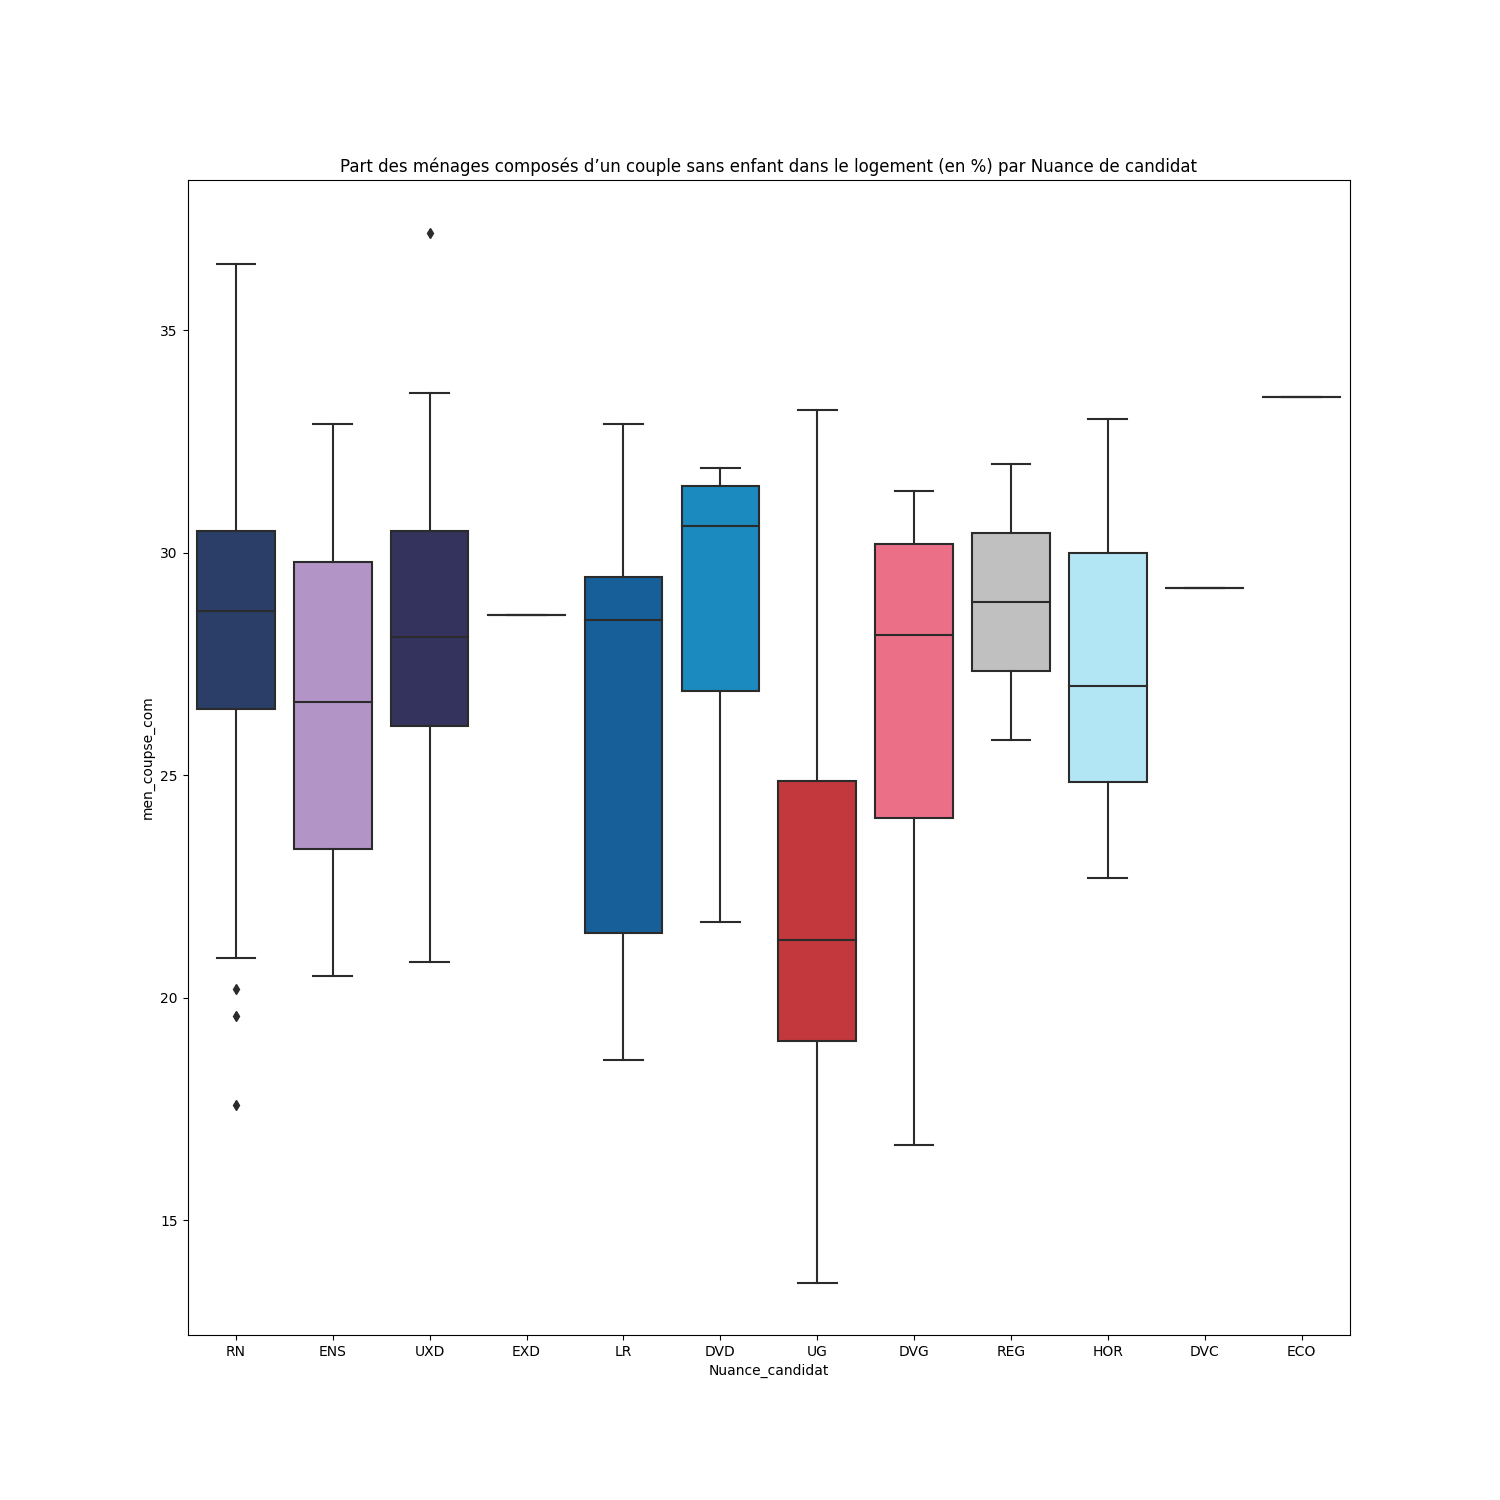 Part des ménages composés d’un couple sans enfant dans le logement (en %) par Nuance de candidat
men_coupse_com
35
30
25
20
15
RN ENS UXD EXD LR DVD UG DVG REG HOR DVC ECO
Nuance_candidat